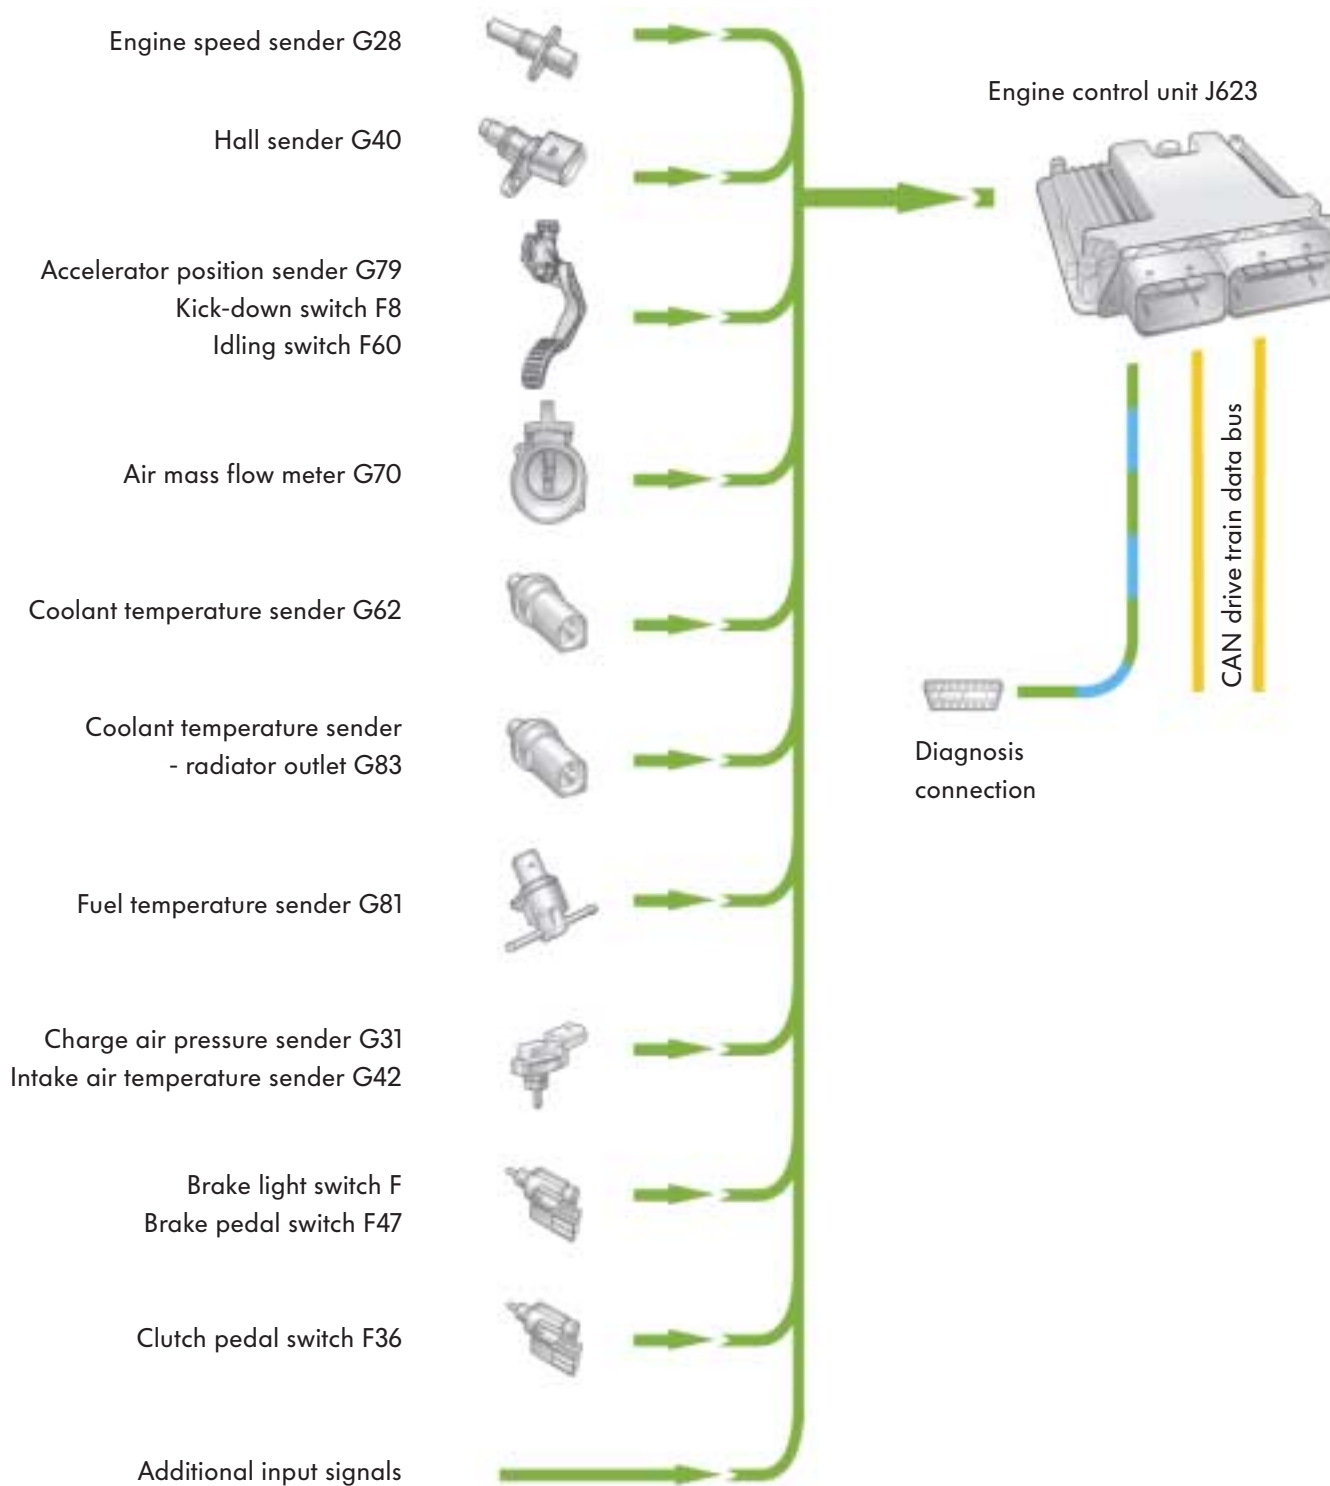 Engine speed sender G28
Engine control unit J623
Hall sender G40
Accelerator position sender G79
Kick-down switch F8
Idling switch F60
Air mass flow meter G70
CAN drive train data bus
Coolant temperature sender G62
Coolant temperature sender
- radiator outlet G83
Diagnosis
connection
Fuel temperature sender G81
Charge air pressure sender G31
Intake air temperature sender G42
Brake light switch F
Brake pedal switch F47
Clutch pedal switch F36
Additional input signals